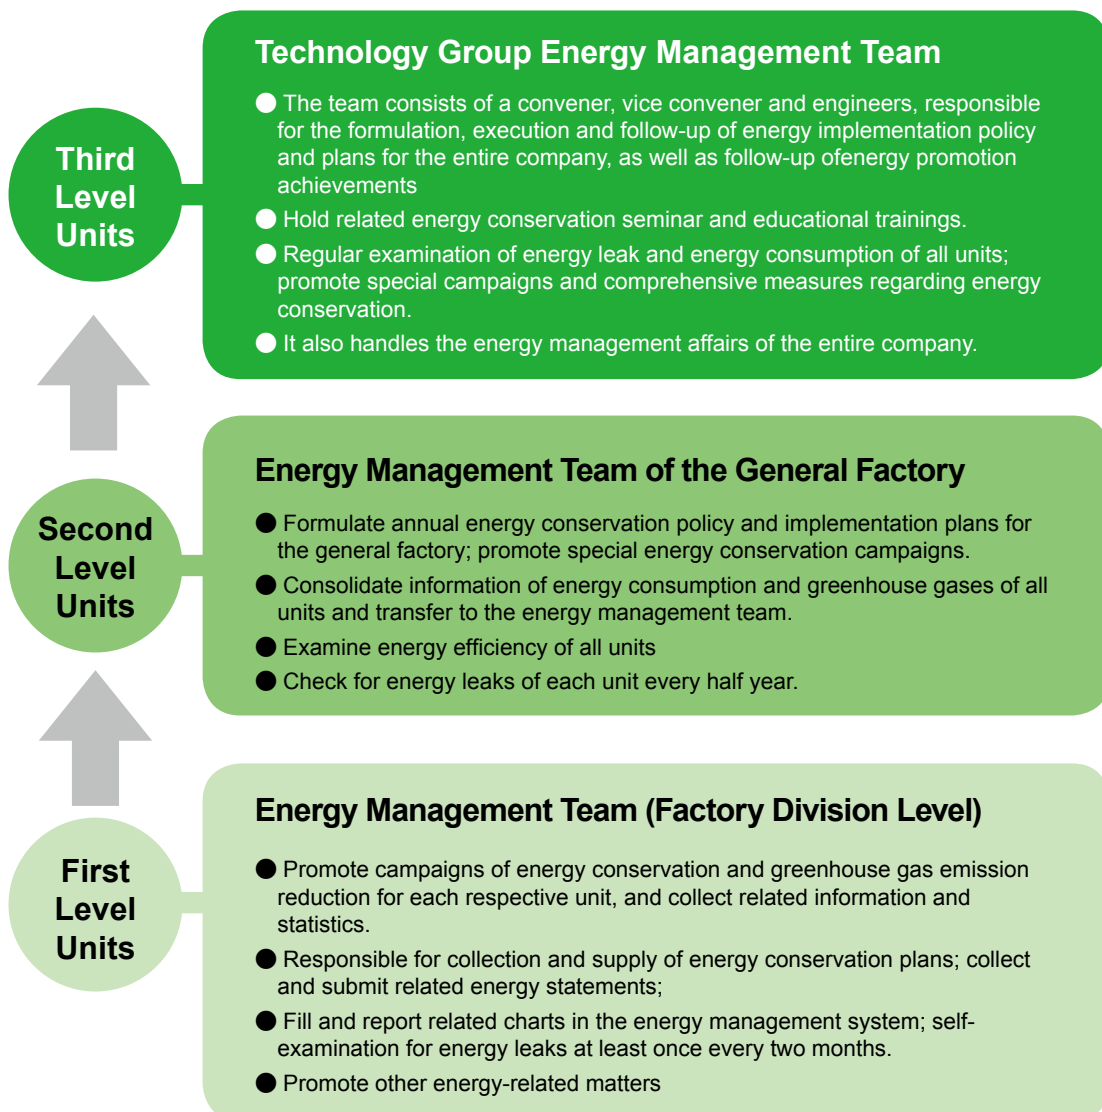 Technology Group Energy Management Team
● The team consists of a convener, vice convener and engineers, responsible
for the formulation, execution and follow-up of energy implementation policy
and plans for the entire company, as well as follow-up ofenergy promotion
achievements
● Hold related energy conservation seminar and educational trainings.
● Regular examination of energy leak and energy consumption of all units;
promote special campaigns and comprehensive measures regarding energy
conservation.
● It also handles the energy management affairs of the entire company.
Third
Level
Units
Energy Management Team of the General Factory
● Formulate annual energy conservation policy and implementation plans for
the general factory; promote special energy conservation campaigns.
● Consolidate information of energy consumption and greenhouse gases of all
units and transfer to the energy management team.
● Examine energy efficiency of all units
● Check for energy leaks of each unit every half year.
Second
Level
Units
Energy Management Team (Factory Division Level)
● Promote campaigns of energy conservation and greenhouse gas emission
reduction for each respective unit, and collect related information and
statistics.
● Responsible for collection and supply of energy conservation plans; collect
and submit related energy statements;
● Fill and report related charts in the energy management system; self-
examination for energy leaks at least once every two months.
● Promote other energy-related matters
First
Level
Units